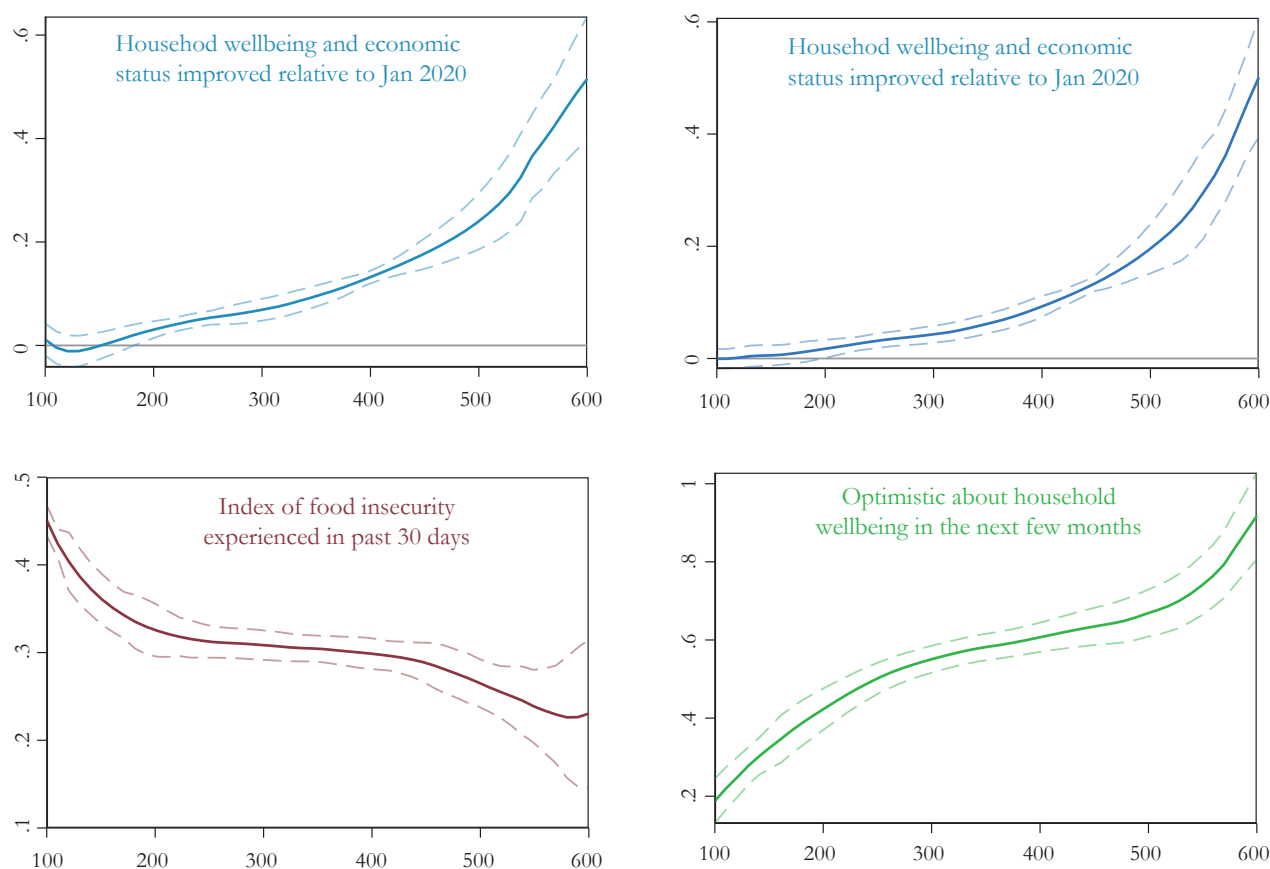 Househod wellbeing and economic
status improved relative to Jan 2020
.6
.4
.2
0
100 200 300 400 500 600
Househod wellbeing and economic
status improved relative to Jan 2020
.6
.4
.2
0
100 200 300 400 500 600
Index of food insecurity
experienced in past 30 days
.5
.4
.3
.2
.1
100 200 300 400 500 600
Optimistic about household
wellbeing in the next few months
1
.8
.6
.4
.2
100 200 300 400 500 600